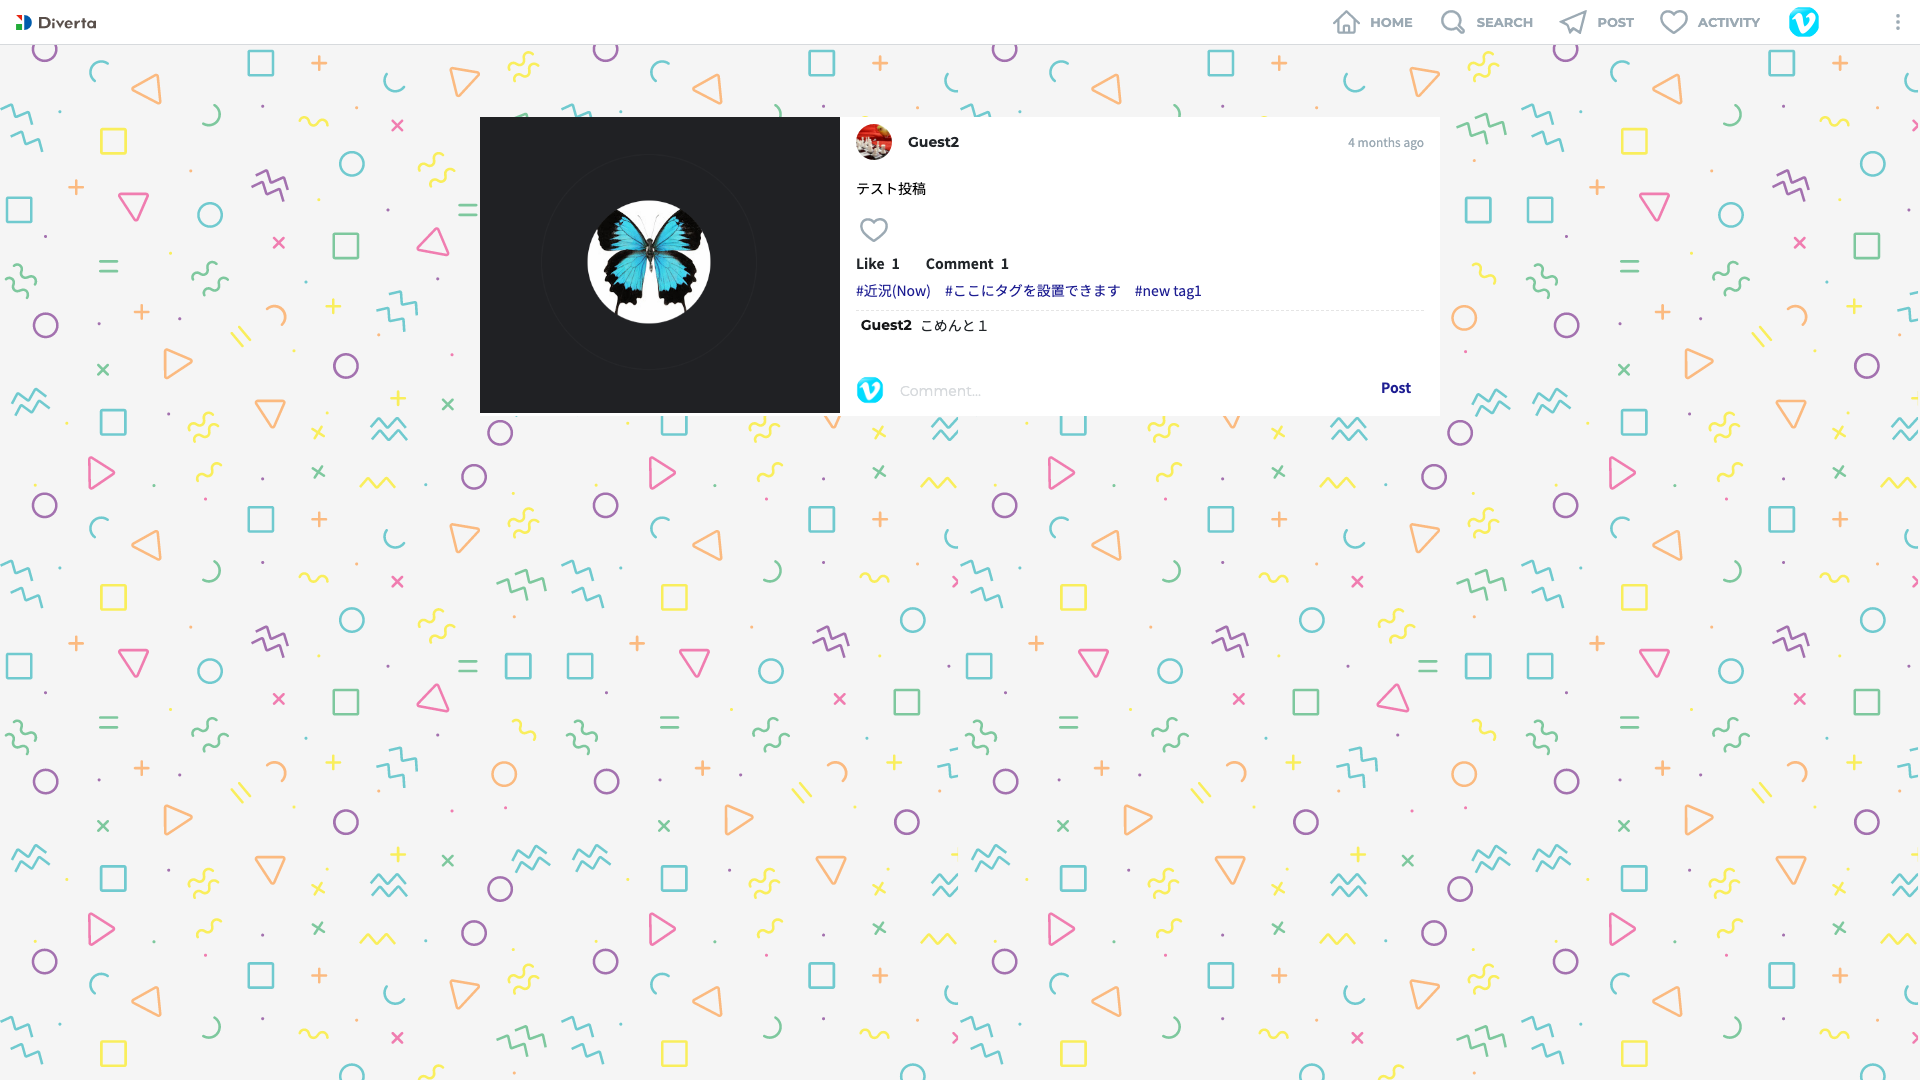 Diverta
HOME SEARCH POST ACTIVITY
Guest2 4 months ago
テスト投稿
Like 1 Comment 1
#近況(Now) #ここにタグを設置できます #new tag1
Guest2 こめんと１
Comment... Post